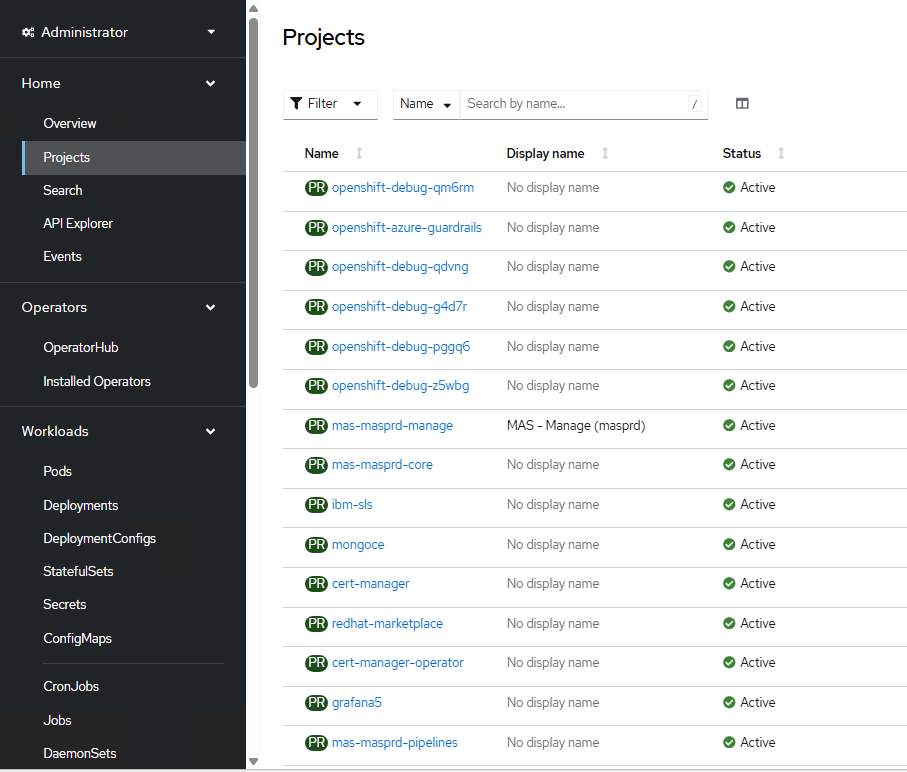 Administrator
Home
Overview
Projects
Search
API Explorer
Events
Operators
OperatorHub
Installed Operators
Workloads
Pods
Deployments
DeploymentConfigs
StatefulSets
Secrets
ConfigMaps
CronJobs
Jobs
DaemonSets
Projects
Filter Name Search by name... /
Name Display name Status
PR openshift-debug-qm6rm No display name Active
PR openshift-azure-guardrails No display name Active
PR openshift-debug-qdvng No display name Active
PR openshift-debug-g4d7r No display name Active
PR openshift-debug-pggq6 No display name Active
PR openshift-debug-z5wbg No display name Active
PR mas-masprd-manage MAS - Manage (masprd) Active
PR mas-masprd-core No display name Active
PR ibm-sls No display name Active
PR mongoce No display name Active
PR cert-manager No display name Active
PR redhat-marketplace No display name Active
PR cert-manager-operator No display name Active
PR grafana5 No display name Active
PR mas-masprd-pipelines No display name Active